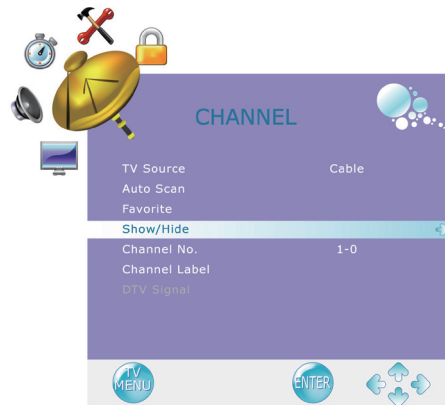 CHANNEL
TV Source Cable
Auto Scan
Favorite
Show/Hide
Channel No. 1-0
Channel Label
DTV Signal
TV
MENU
ENTER